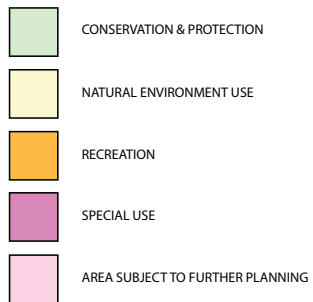 CONSERVATION & PROTECTION
NATURAL ENVIRONMENT USE
RECREATION
SPECIAL USE
AREA SUBJECT TO FURTHER PLANNING